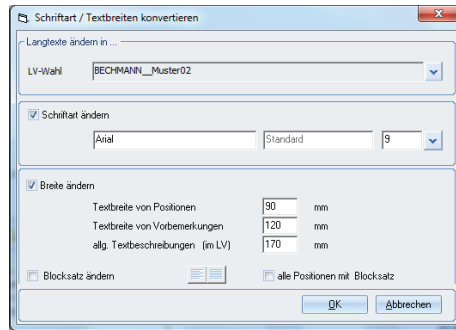 Schriftart / Textbreiten konvertieren
Langtexte ändern in ...
LV-Wahl BECHMANN__Muster02
Schriftart ändern
Arial Standard 9
Breite ändern
Textbreite von Positionen 90 mm
Textbreite von Vorbemerkungen 120 mm
allg. Textbeschreibungen (im LV) 170 mm
Blocksatz ändern alle Positionen mit Blocksatz
OK Abbrechen